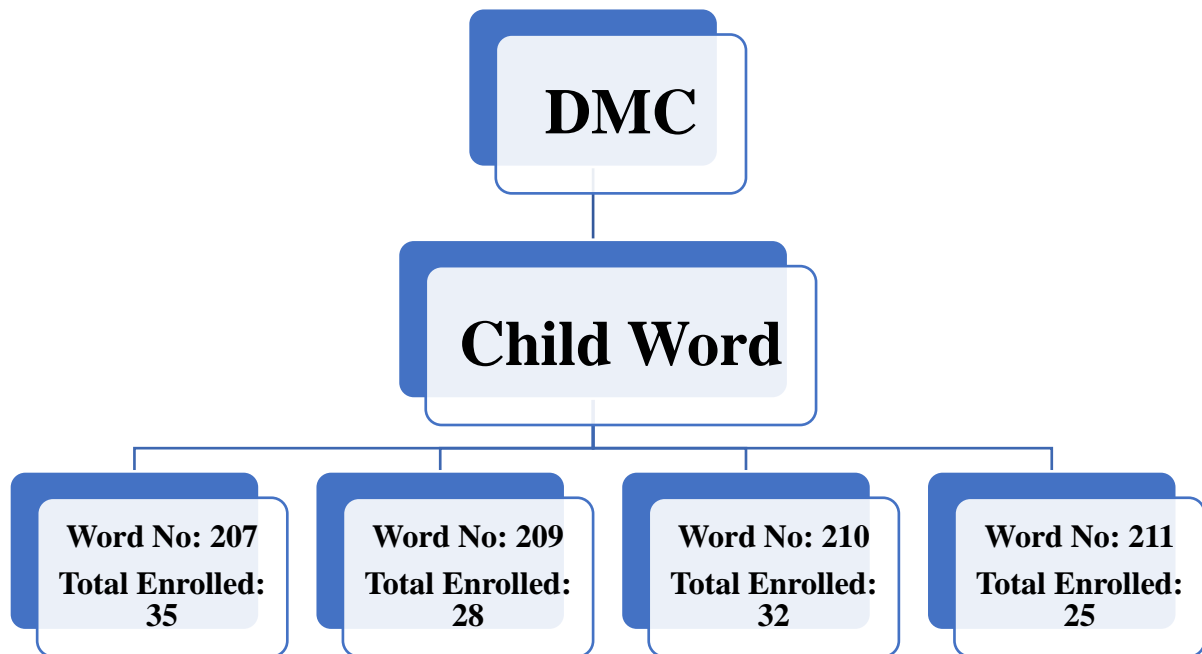 DMC
Child Word
Word No: 207
Total Enrolled:
35
Word No: 209
Total Enrolled:
28
Word No: 210
Total Enrolled:
32
Word No: 211
Total Enrolled:
25